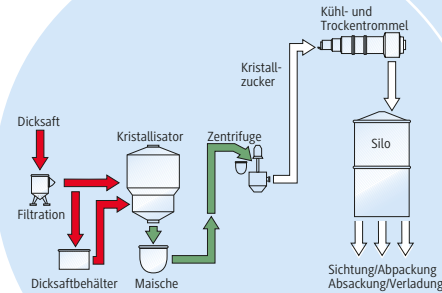 Kühl- und
Trockentrommel
Kristall-
zucker
Dicksaft
Kristallisator
Zentrifuge
Silo
Filtration
Dicksaftbehälter
Maische
Sichtung/Abpackung
Absackung/Verladung